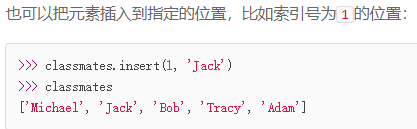 也可以把元素插入到指定的位置，比如索引号为1的位置：
>>> classmates.insert(1, 'Jack')
>>> classmates
['Michael', 'Jack', 'Bob', 'Tracy', 'Adam']